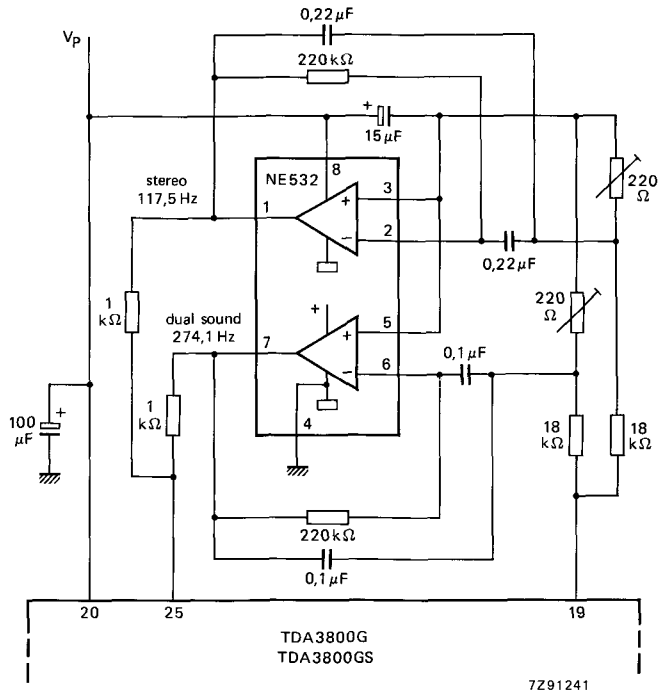 0,22 µF
Vp
220 kΩ
+
15 µF
8
stereo
117,5 Hz
NE532
3
+
220
Ω
1
2
−
0,22 µF
1
kΩ
+
220
Ω
dual sound
274,1 Hz
5
+
7
0,1 µF
6
−
100
µF
+
1
kΩ
18
kΩ
18
kΩ
4
220 kΩ
0,1 µF
20
25
19
TDA3800G
TDA3800GS
7Z91241